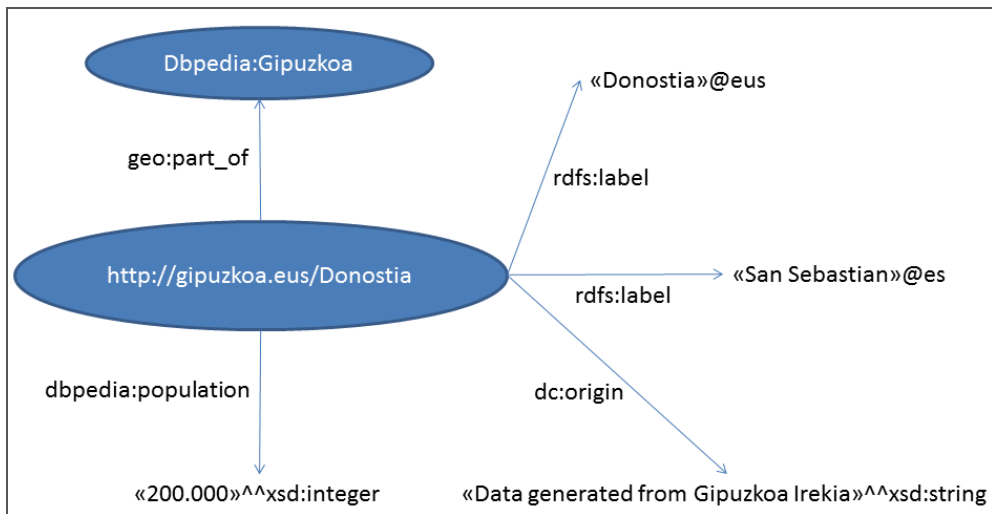 Dbpedia:Gipuzkoa
«Donostia»@eus
geo:part_of
rdfs:label
http://gipuzkoa.eus/Donostia
«San Sebastian»@es
rdfs:label
dbpedia:population
dc:origin
«200.000»^^xsd:integer
«Data generated from Gipuzkoa Irekia»^^xsd:string